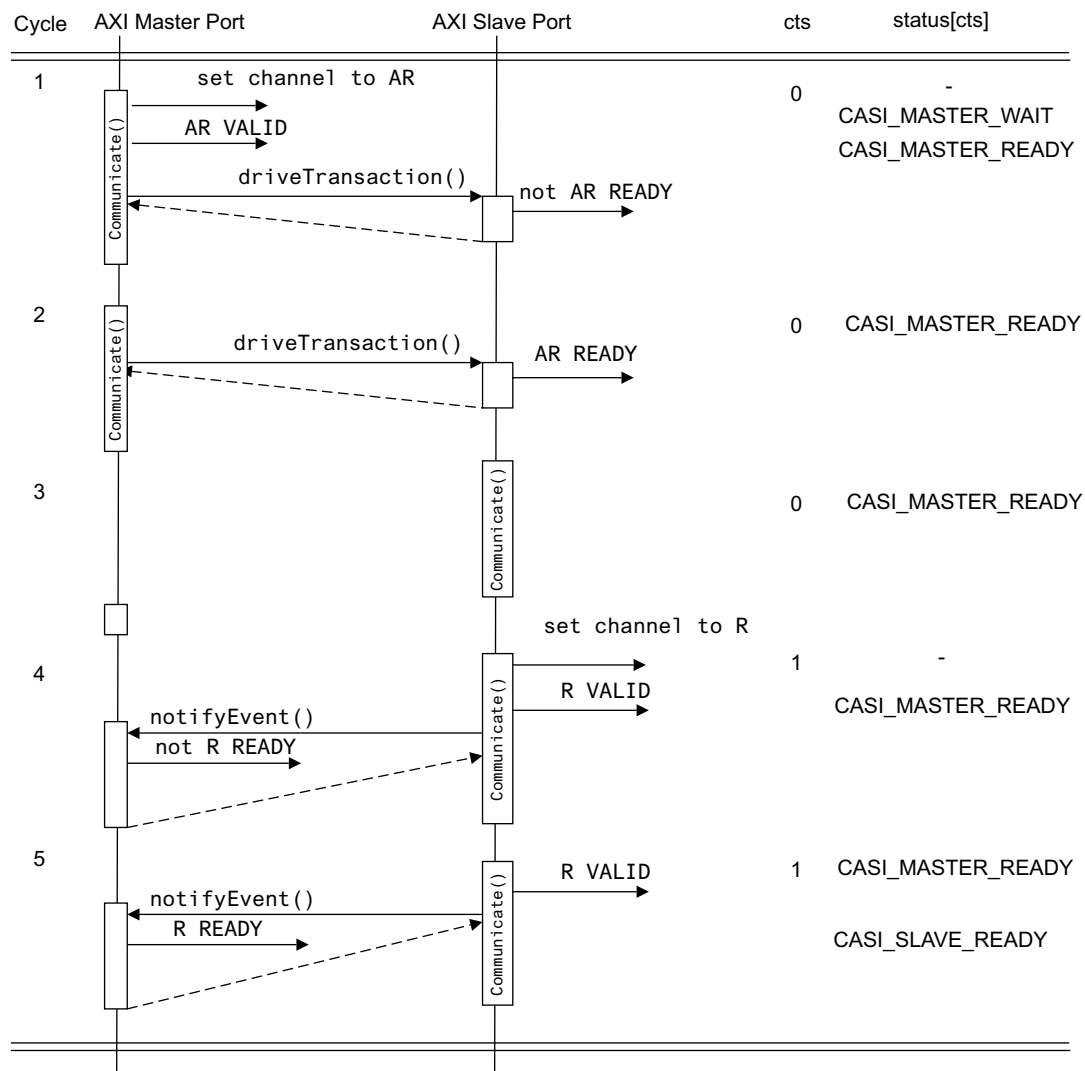 Cycle AXI Master Port AXI Slave Port cts status[cts]
1 set channel to AR 0 -
AR VALID CASI_MASTER_WAIT
CASI_MASTER_READY
Communicate() driveTransaction() not AR READY
2 0 CASI_MASTER_READY
Communicate() driveTransaction() AR READY
3 Communicate() 0 CASI_MASTER_READY
set channel to R
4 1 -
Communicate() R VALID CASI_MASTER_READY
notifyEvent()
not R READY
5 R VALID 1 CASI_MASTER_READY
notifyEvent() Communicate()
R READY CASI_SLAVE_READY